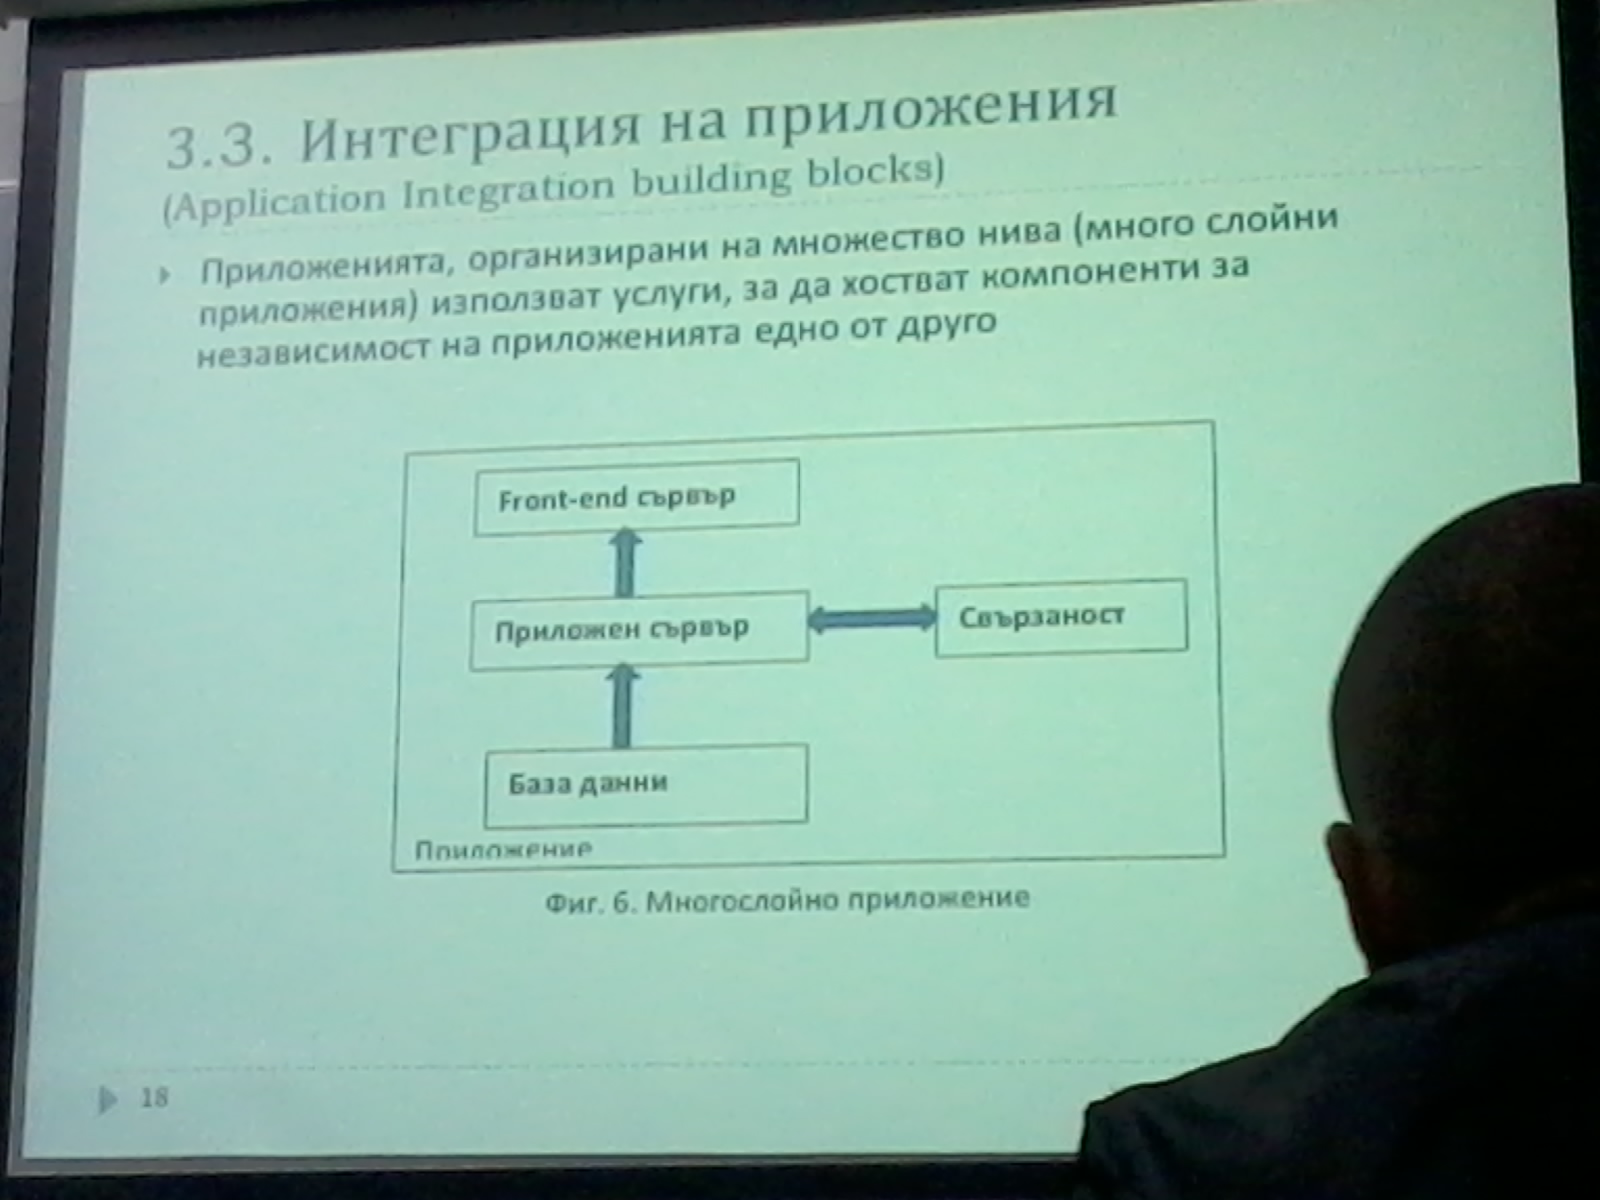 3.3. Интеграция на приложения
(Application Integration building blocks)
Приложенията, организирани на множество нива (много слойни
приложения) използват услуги, за да хостват компоненти за
независимост на приложенията едно от друго
Front-end сървър
Приложен сървър
Свързаност
База данни
Приложение
Фиг. 6. Многослойно приложение
18